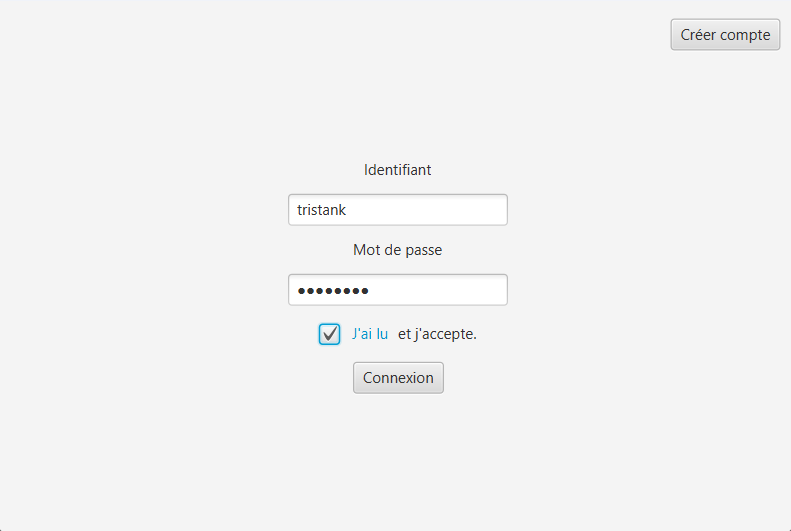 Créer compte
Identifiant
tristank
Mot de passe
●●●●●●●●
J'ai lu et j'accepte.
Connexion